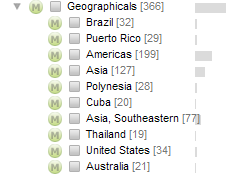 M Geographicals [366]
M Brazil [32]
M Puerto Rico [29]
M Americas [199]
M Asia [127]
M Polynesia [28]
M Cuba [20]
M Asia, Southeastern [77]
M Thailand [19]
M United States [34]
M Australia [21]